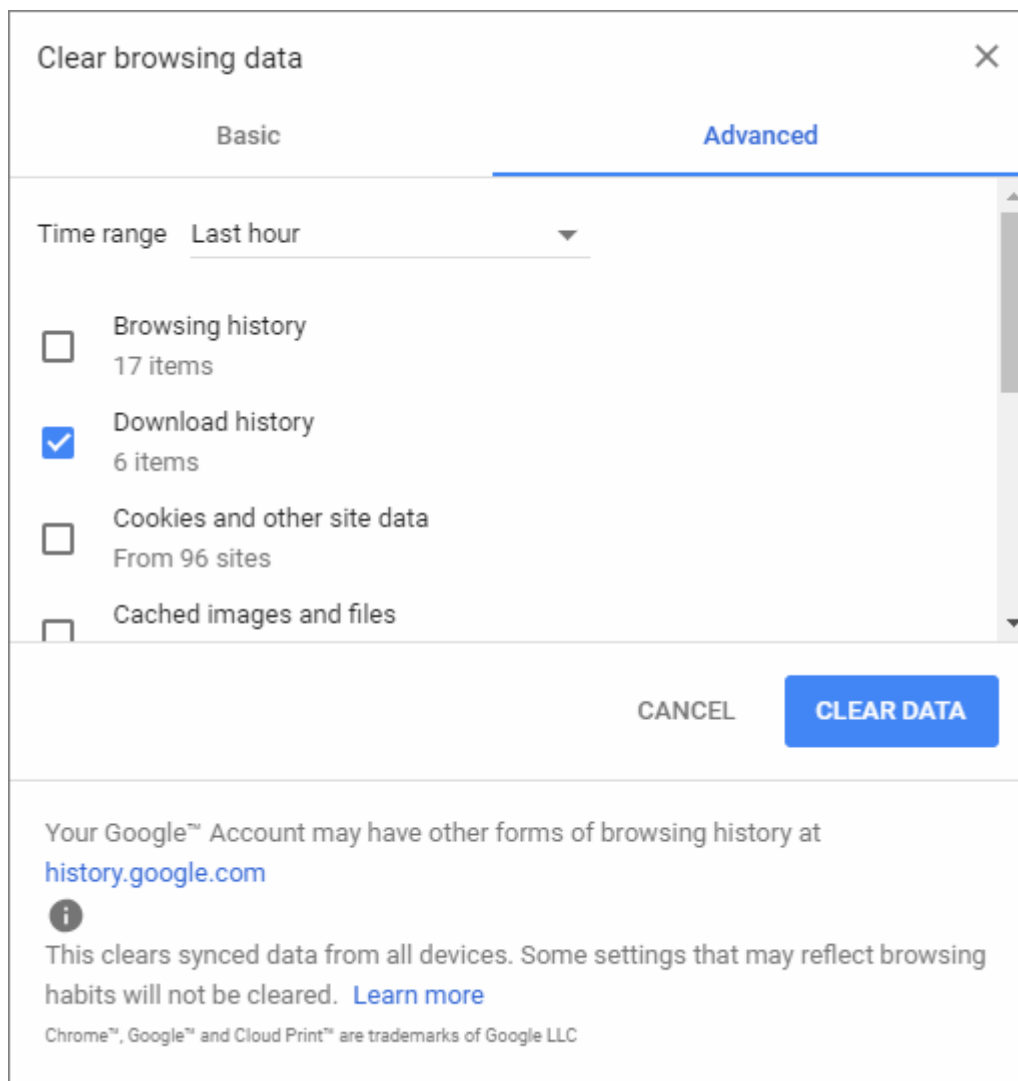 Clear browsing data
Basic
Advanced
Time range Last hour
Browsing history
17 items
Download history
6 items
Cookies and other site data
From 96 sites
Cached images and files
CANCEL
CLEAR DATA
Your Google™ Account may have other forms of browsing history at
history.google.com
This clears synced data from all devices. Some settings that may reflect browsing
habits will not be cleared. Learn more
Chrome™, Google™ and Cloud Print™ are trademarks of Google LLC